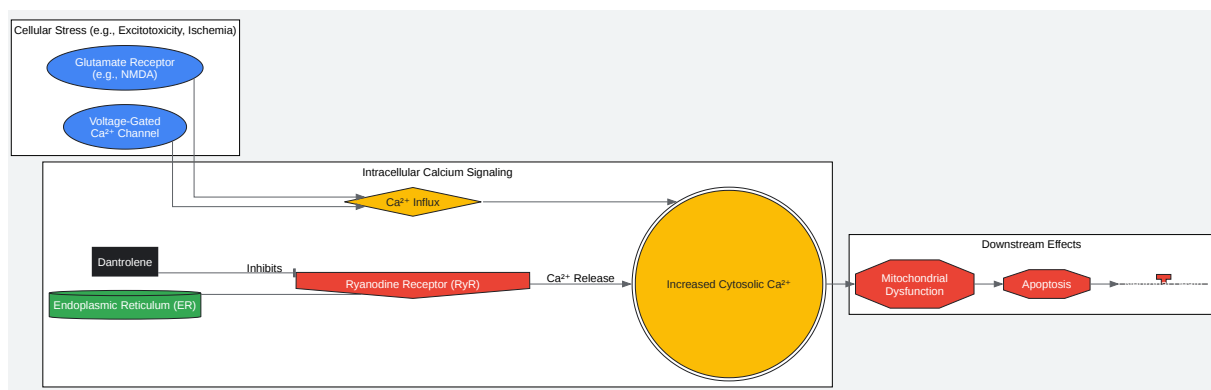 Cellular Stress (e.g., Excitotoxicity, Ischemia)
Glutamate Receptor
(e.g., NMDA)
Voltage-Gated
Ca²⁺ Channel
Intracellular Calcium Signaling
Ca²⁺ Influx
Dantrolene
Inhibits
Endoplasmic Reticulum (ER)
Ryanodine Receptor (RyR)
Ca²⁺ Release
Increased Cytosolic Ca²⁺
Downstream Effects
Mitochondrial
Dysfunction
Apoptosis